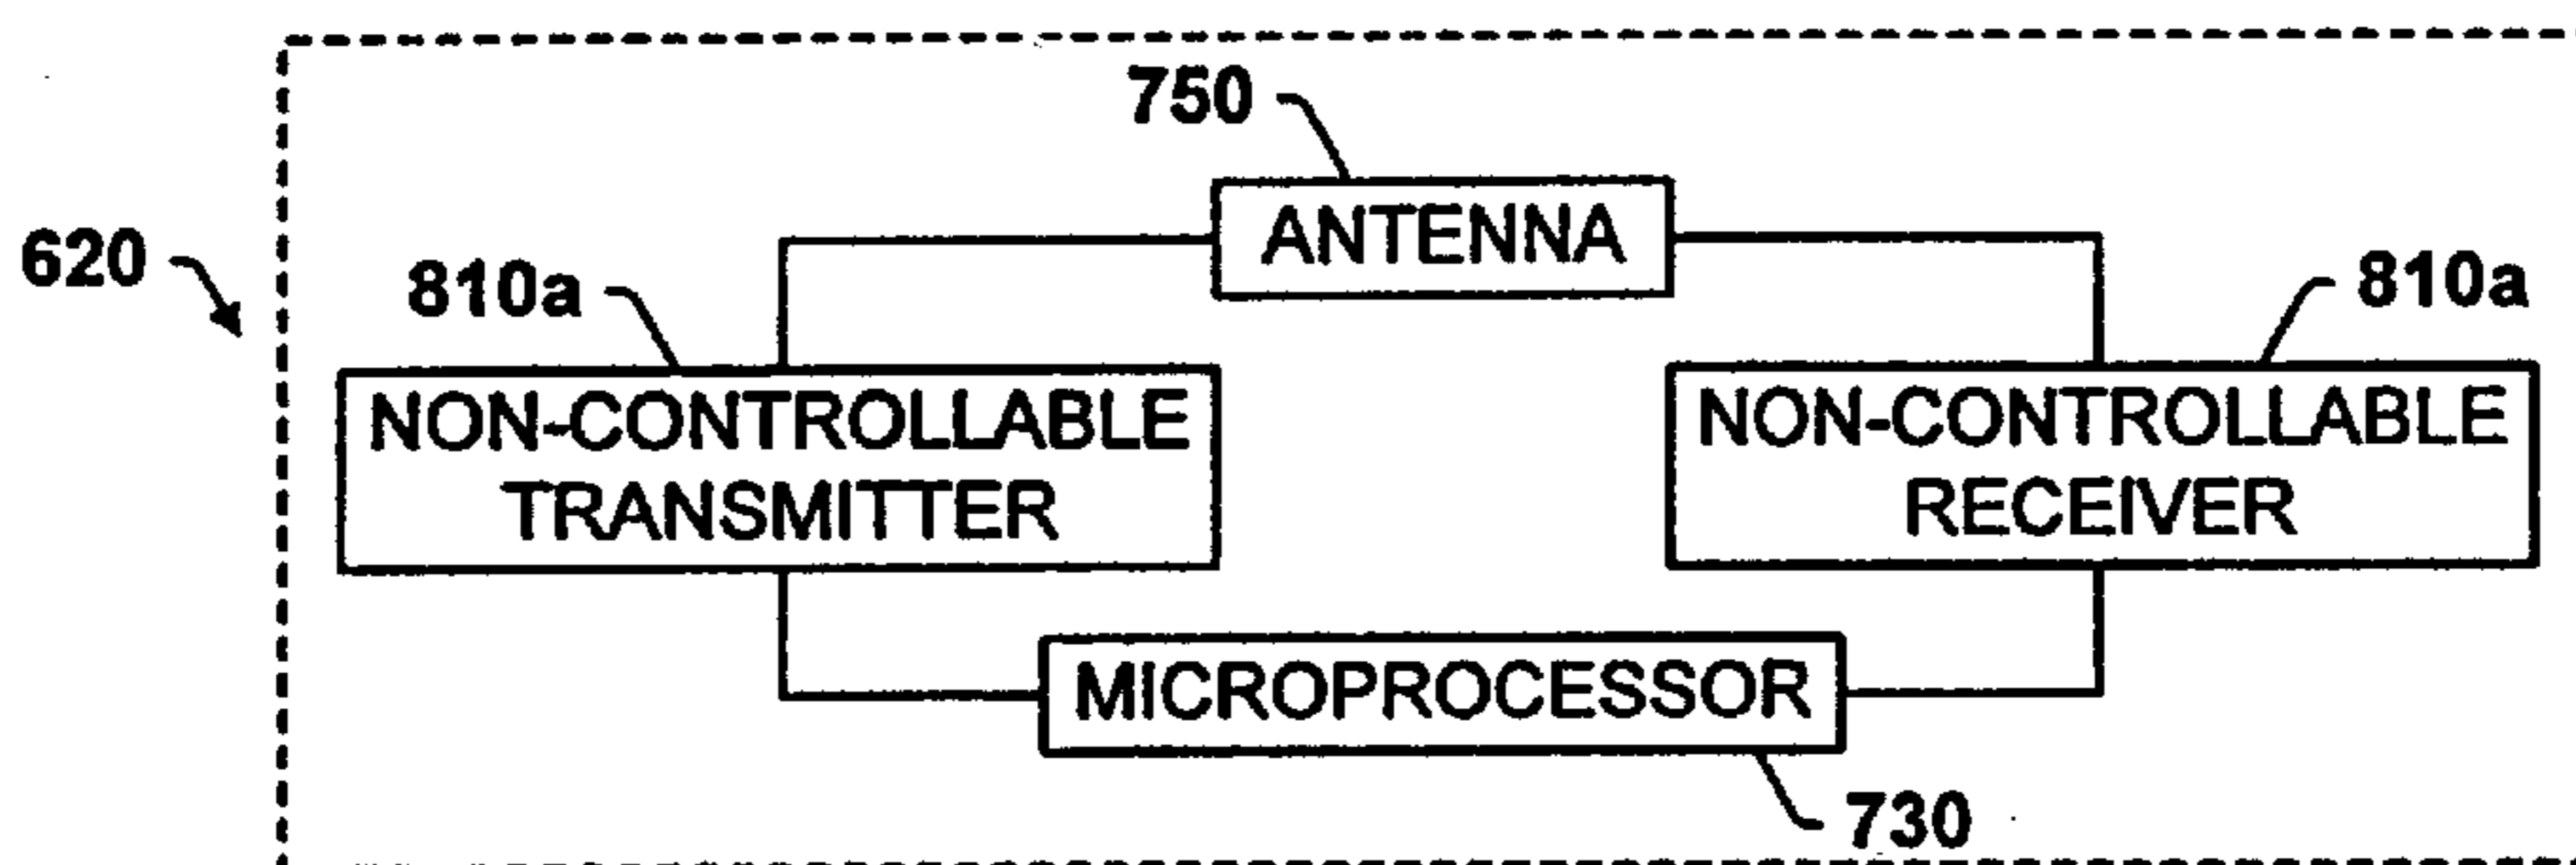 750
ANTENNA
620
810a
810a
NON-CONTROLLABLE
TRANSMITTER
NON-CONTROLLABLE
RECEIVER
MICROPROCESSOR
730